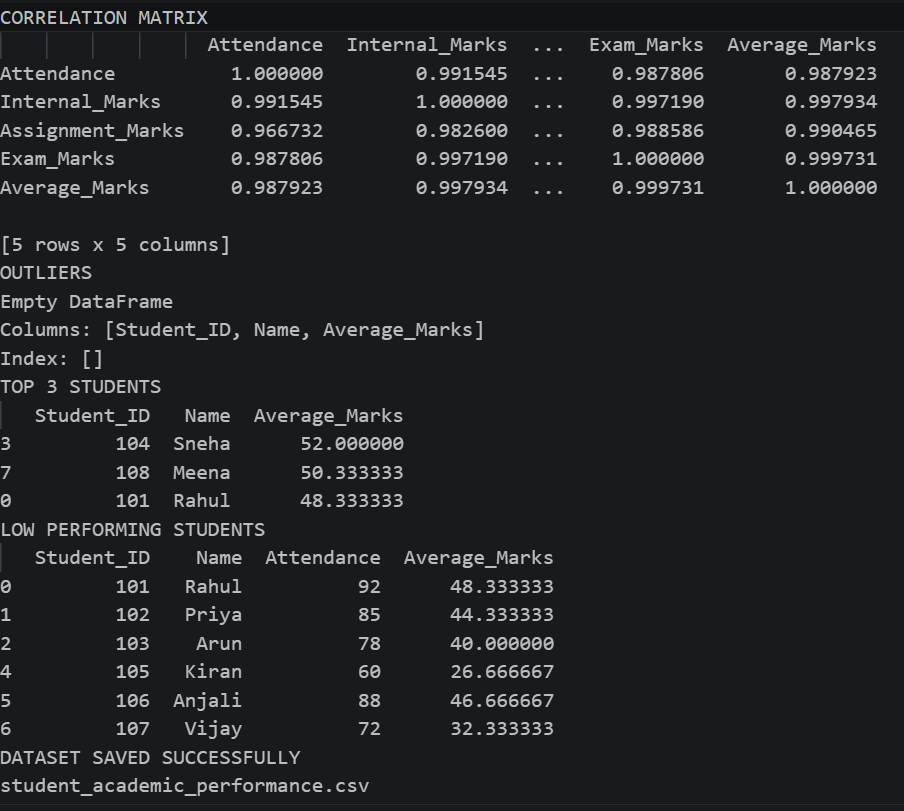 CORRELATION MATRIX
                  Attendance  Internal_Marks  ...  Exam_Marks  Average_Marks
Attendance          1.000000        0.991545  ...    0.987806       0.987923
Internal_Marks      0.991545        1.000000  ...    0.997190       0.997934
Assignment_Marks    0.966732        0.982600  ...    0.988586       0.990465
Exam_Marks          0.987806        0.997190  ...    1.000000       0.999731
Average_Marks       0.987923        0.997934  ...    0.999731       1.000000

[5 rows x 5 columns]
OUTLIERS
Empty DataFrame
Columns: [Student_ID, Name, Average_Marks]
Index: []
TOP 3 STUDENTS
   Student_ID   Name  Average_Marks
3         104  Sneha      52.000000
7         108  Meena      50.333333
0         101  Rahul      48.333333
LOW PERFORMING STUDENTS
   Student_ID    Name  Attendance  Average_Marks
0         101   Rahul          92      48.333333
1         102   Priya          85      44.333333
2         103    Arun          78      40.000000
4         105   Kiran          60      26.666667
5         106  Anjali          88      46.666667
6         107   Vijay          72      32.333333
DATASET SAVED SUCCESSFULLY
student_academic_performance.csv